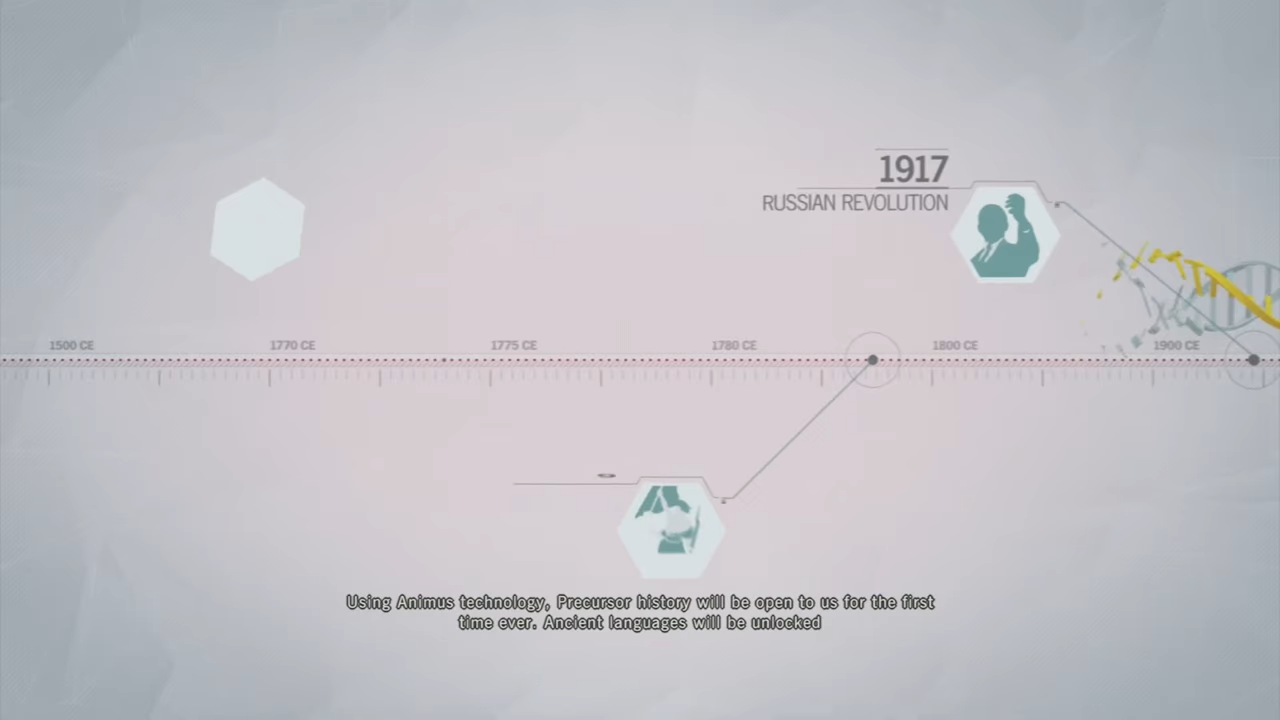 1917
RUSSIAN REVOLUTION
1500 CE
1770 CE
1775 CE
1780 CE
1800 CE
1900 CE
Using Animus technology, Precursor history will be open to us for the first
time ever. Ancient languages will be unlocked